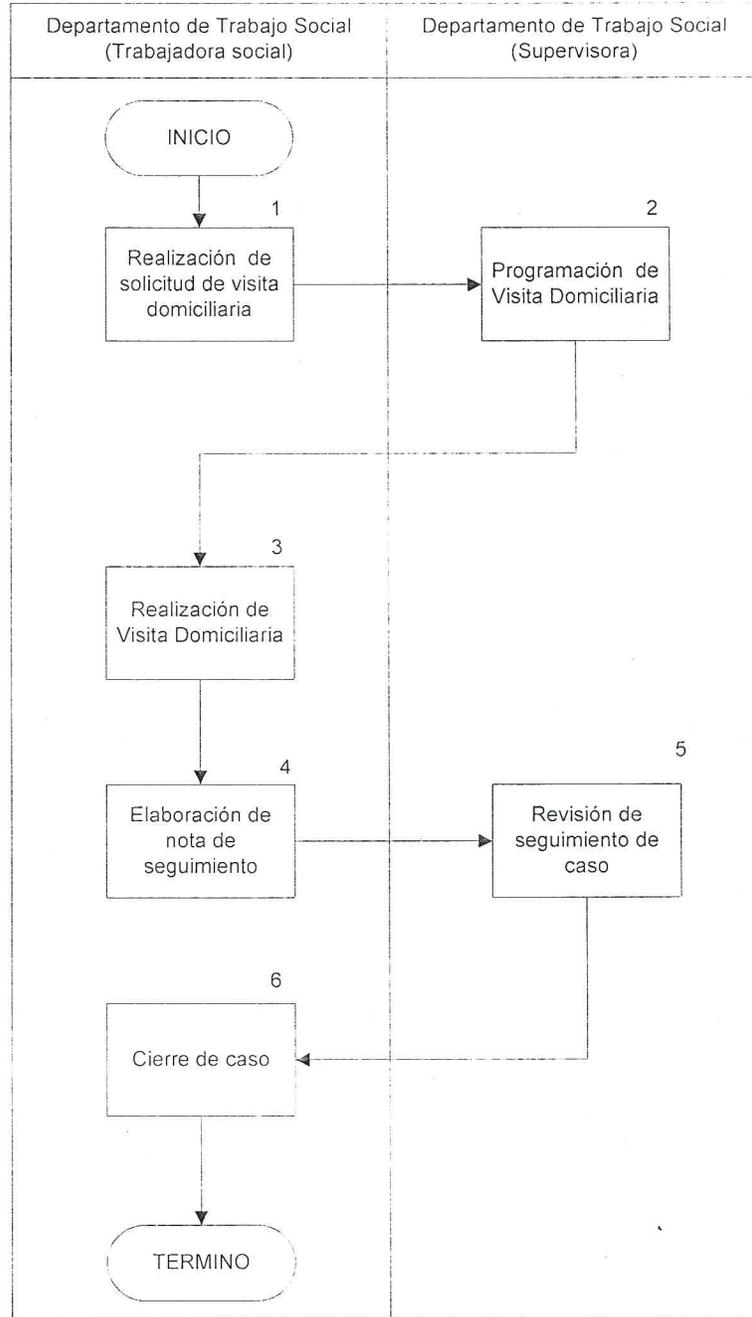 Departamento de Trabajo Social
(Trabajadora social)
Departamento de Trabajo Social
(Supervisora)
INICIO
1
Realización de
solicitud de visita
domiciliaria
2
Programación de
Visita Domiciliaria
3
Realización de
Visita Domiciliaria
4
Elaboración de
nota de
seguimiento
5
Revisión de
seguimiento de
caso
6
Cierre de caso
TERMINO